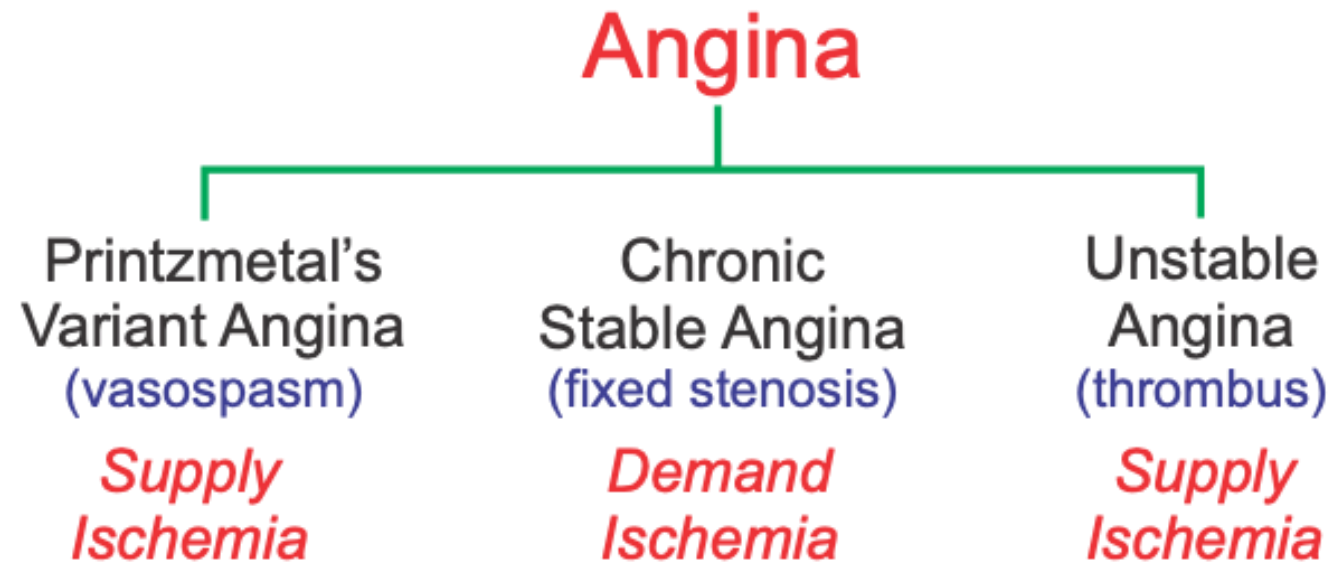 Angina
Printzmetal’s
Variant Angina
(vasospasm)
Supply
Ischemia
Chronic
Stable Angina
(fixed stenosis)
Demand
Ischemia
Unstable
Angina
(thrombus)
Supply
Ischemia